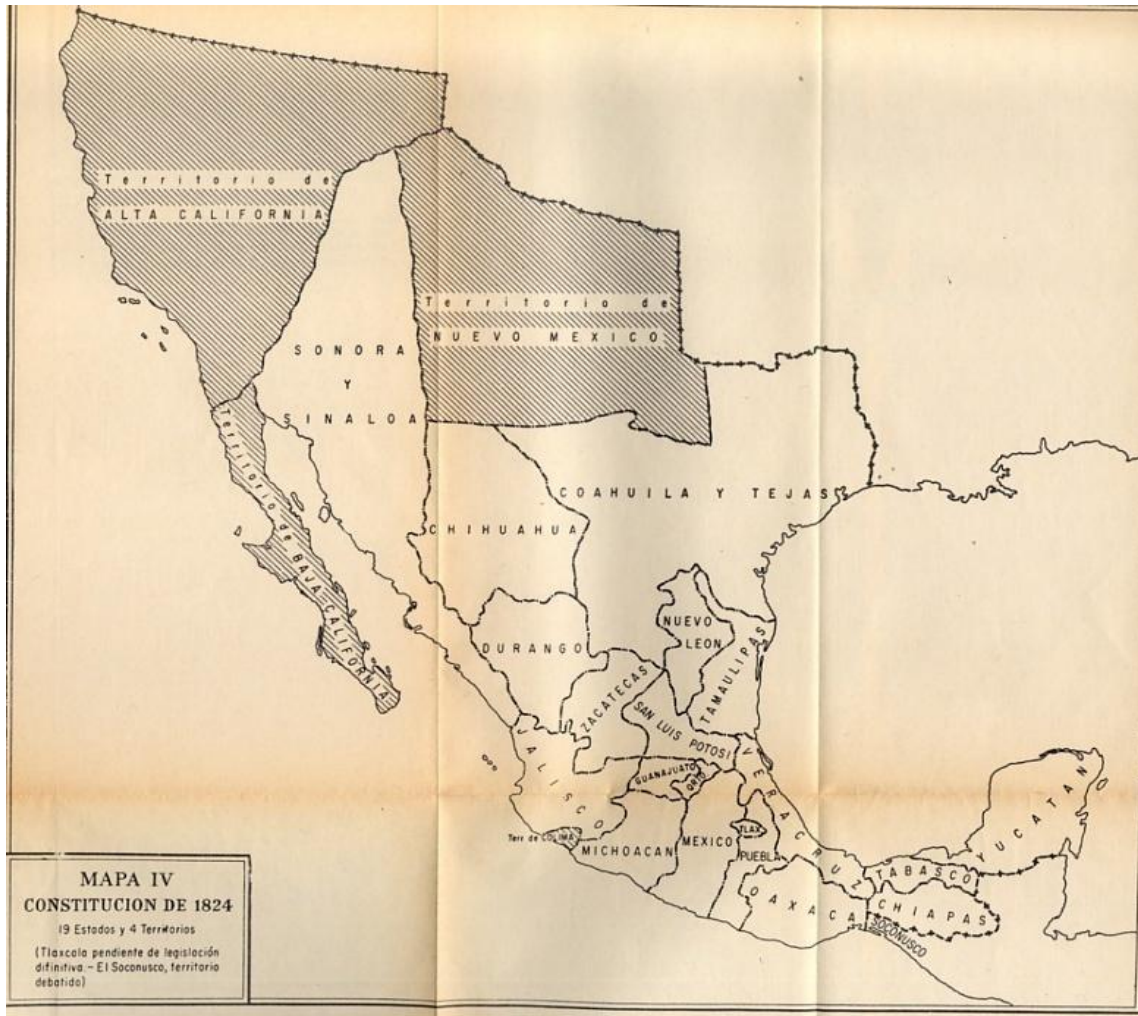 Territorio de
ALTA CALIFORNIA
Territorio de
NUEVO MEXICO
SONORA
Y
SINALOA
Territorio de BAJA CALIFORNIA
COAHUILA Y TEJAS
CHIHUAHUA
NUEVO
LEON
DURANGO
TAMAULIPAS
ZACATECAS
SAN LUIS POTOSI
JALISCO
GUANAJUATO
QRO
VERACRUZ
YUCATAN
Terr. de COLIMA
MICHOACAN
MEXICO
TLAX
PUEBLA
TABASCO
OAXACA
CHIAPAS
SOCONUSCO
MAPA IV
CONSTITUCION DE 1824
19 Estados y 4 Territorios
(Tlaxcala pendiente de legislación
difinitiva.- El Soconusco, territorio
debatido)